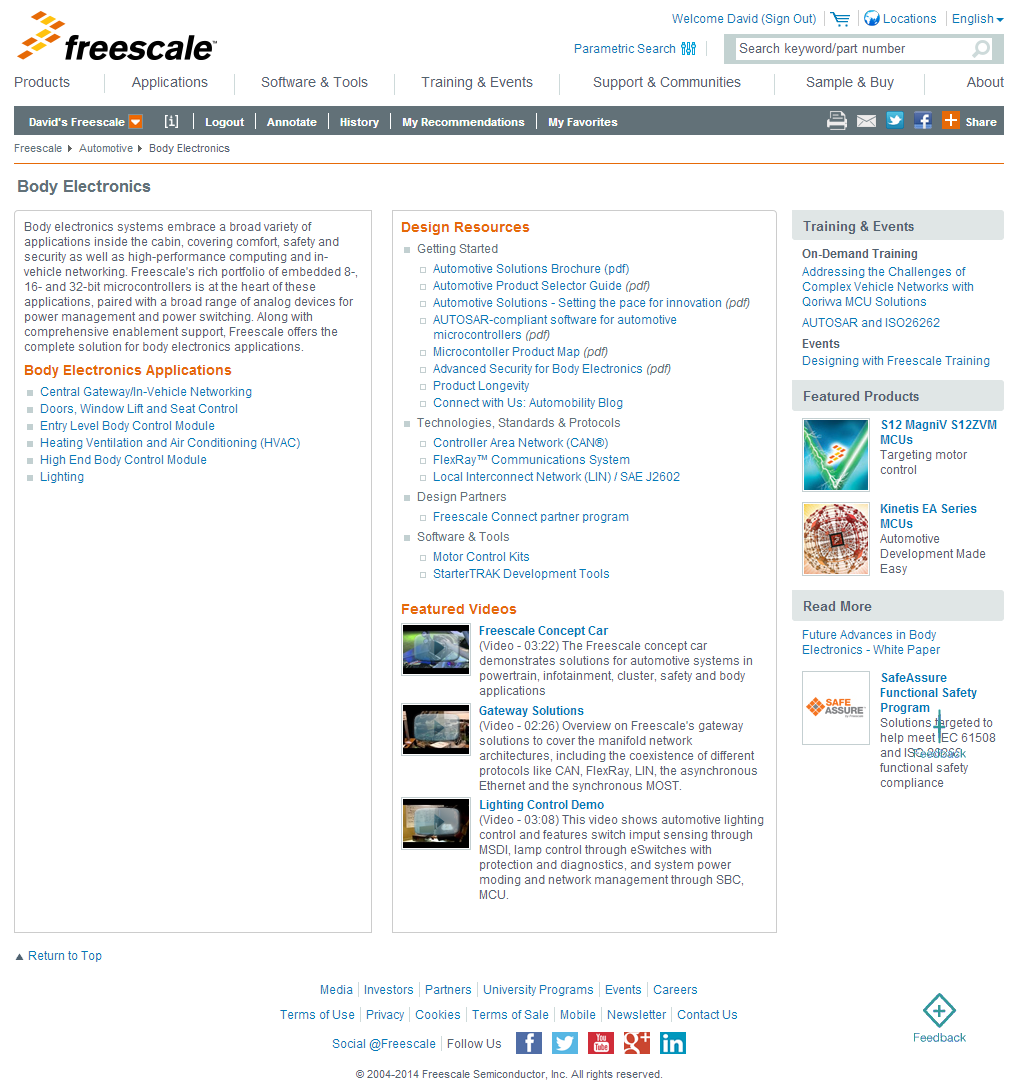 freescale™
Welcome David (Sign Out)
Locations
English
Parametric Search
Search keyword/part number
Products
Applications
Software & Tools
Training & Events
Support & Communities
Sample & Buy
About
David's Freescale
[i]
Logout
Annotate
History
My Recommendations
My Favorites
Share
Freescale
Automotive
Body Electronics
Body Electronics
Body electronics systems embrace a broad variety of
applications inside the cabin, covering comfort, safety and
security as well as high-performance computing and in-
vehicle networking. Freescale's rich portfolio of embedded 8-,
16- and 32-bit microcontrollers is at the heart of these
applications, paired with a broad range of analog devices for
power management and power switching. Along with
comprehensive enablement support, Freescale offers the
complete solution for body electronics applications.
Body Electronics Applications
Central Gateway/In-Vehicle Networking
Doors, Window Lift and Seat Control
Entry Level Body Control Module
Heating Ventilation and Air Conditioning (HVAC)
High End Body Control Module
Lighting
Design Resources
Getting Started
Automotive Solutions Brochure (pdf)
Automotive Product Selector Guide (pdf)
Automotive Solutions - Setting the pace for innovation (pdf)
AUTOSAR-compliant software for automotive
microcontrollers (pdf)
Microcontoller Product Map (pdf)
Advanced Security for Body Electronics (pdf)
Product Longevity
Connect with Us: Automobility Blog
Technologies, Standards & Protocols
Controller Area Network (CAN®)
FlexRay™ Communications System
Local Interconnect Network (LIN) / SAE J2602
Design Partners
Freescale Connect partner program
Software & Tools
Motor Control Kits
StarterTRAK Development Tools
Featured Videos
Freescale Concept Car
(Video - 03:22) The Freescale concept car
demonstrates solutions for automotive systems in
powertrain, infotainment, cluster, safety and body
applications
Gateway Solutions
(Video - 02:26) Overview on Freescale's gateway
solutions to cover the manifold network
architectures, including the coexistence of different
protocols like CAN, FlexRay, LIN, the asynchronous
Ethernet and the synchronous MOST.
Lighting Control Demo
(Video - 03:08) This video shows automotive lighting
control and features switch imput sensing through
MSDI, lamp control through eSwitches with
protection and diagnostics, and system power
moding and network management through SBC,
MCU.
Training & Events
On-Demand Training
Addressing the Challenges of
Complex Vehicle Networks with
Qoriwa MCU Solutions
AUTOSAR and ISO26262
Events
Designing with Freescale Training
Featured Products
S12 MagniV S12ZVM
MCUs
Targeting motor
control
Kinetis EA Series
MCUs
Automotive
Development Made
Easy
Read More
Future Advances in Body
Electronics - White Paper
SAFE
ASSURE
by Freescale
SafeAssure
Functional Safety
Program
Solutions targeted to
help meet IEC 61508
and ISO 26262
functional safety
compliance
Feedback
Return to Top
Media
Investors
Partners
University Programs
Events
Careers
Terms of Use
Privacy
Cookies
Terms of Sale
Mobile
Newsletter
Contact Us
Social @Freescale
Follow Us
You
Tube
© 2004-2014 Freescale Semiconductor, Inc. All rights reserved.
Feedback